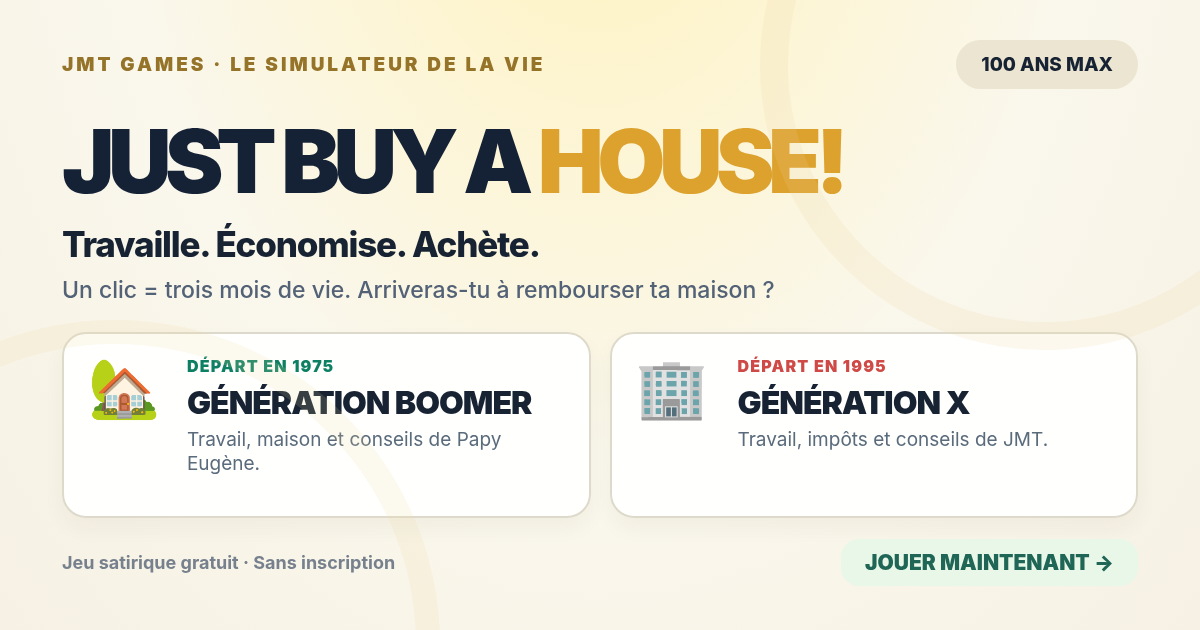 JMT GAMES · LE SIMULATEUR DE LA VIE
100 ANS MAX
JUST BUY A HOUSE!
Travaille. Économise. Achète.
Un clic = trois mois de vie. Arriveras-tu à rembourser ta maison ?
DÉPART EN 1975
GÉNÉRATION BOOMER
Travail, maison et conseils de Papy
Eugène.
DÉPART EN 1995
GÉNÉRATION X
Travail, impôts et conseils de JMT.
Jeu satirique gratuit · Sans inscription
JOUER MAINTENANT →